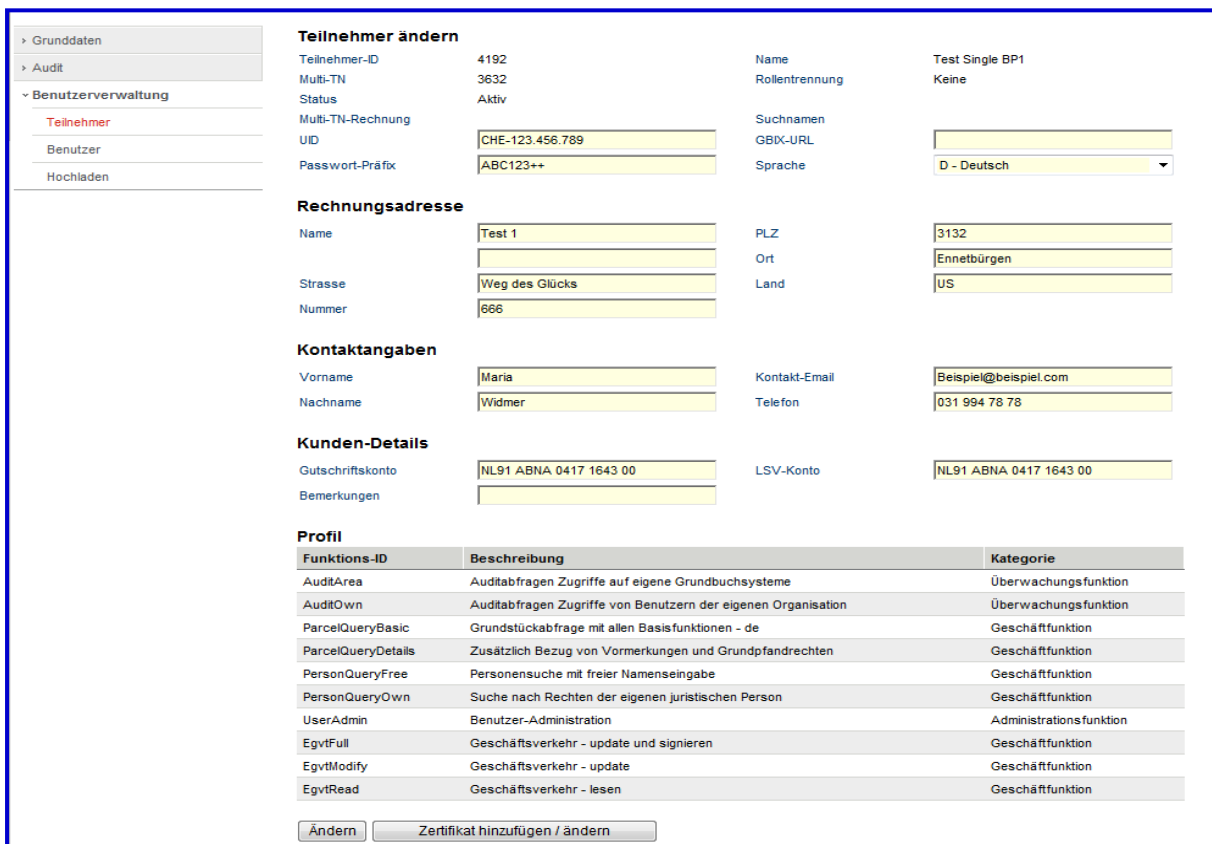 Grunddaten
Audit
Benutzerverwaltung
Teilnehmer
Benutzer
Hochladen
Teilnehmer ändern
Teilnehmer-ID 4192 Name Test Single BP1
Multi-TN 3632 Rollentrennung Keine
Status Aktiv
Multi-TN-Rechnung Suchnamen
UID CHE-123.456.789 GBIX-URL
Passwort-Präfix ABC123++ Sprache D - Deutsch
Rechnungsadresse
Name Test 1 PLZ 3132
Ort Ennetbürgen
Strasse Weg des Glücks Land US
Nummer 666
Kontaktangaben
Vorname Maria Kontakt-Email Beispiel@beispiel.com
Nachname Widmer Telefon 031 994 78 78
Kunden-Details
Gutschriftskonto NL91 ABNA 0417 1643 00 LSV-Konto NL91 ABNA 0417 1643 00
Bemerkungen
Profil
Funktions-ID Beschreibung Kategorie
AuditArea Auditabfragen Zugriffe auf eigene Grundbuchsysteme Überwachungsfunktion
AuditOwn Auditabfragen Zugriffe von Benutzern der eigenen Organisation Überwachungsfunktion
ParcelQueryBasic Grundstückabfrage mit allen Basisfunktionen - de Geschäftfunktion
ParcelQueryDetails Zusätzlich Bezug von Vormerkungen und Grundpfandrechten Geschäftfunktion
PersonQueryFree Personensuche mit freier Namenseingabe Geschäftfunktion
PersonQueryOwn Suche nach Rechten der eigenen juristischen Person Geschäftfunktion
UserAdmin Benutzer-Administration Administrationsfunktion
EgvtFull Geschäftsverkehr - update und signieren Geschäftfunktion
EgvtModify Geschäftsverkehr - update Geschäftfunktion
EgvtRead Geschäftsverkehr - lesen Geschäftfunktion
Ändern Zertifikat hinzufügen / ändern